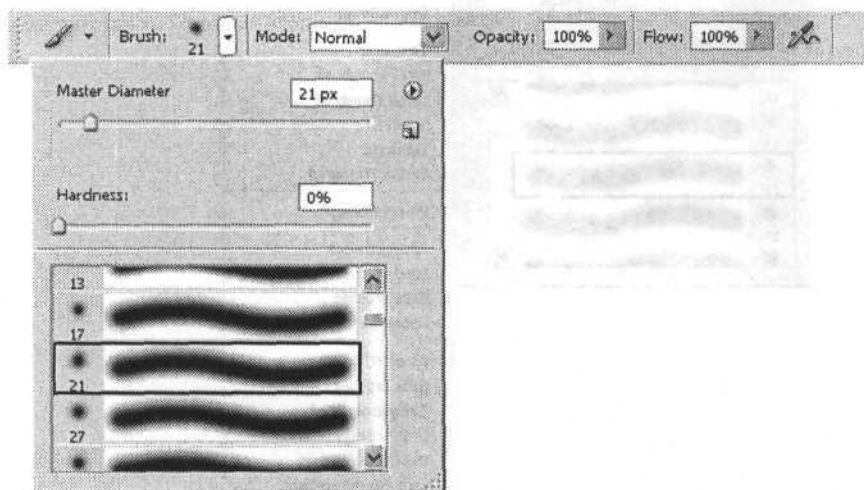 Brush: 21 Mode: Normal Opacity: 100% Flow: 100%
Master Diameter 21 px
Hardness: 0%
13
17
21
27